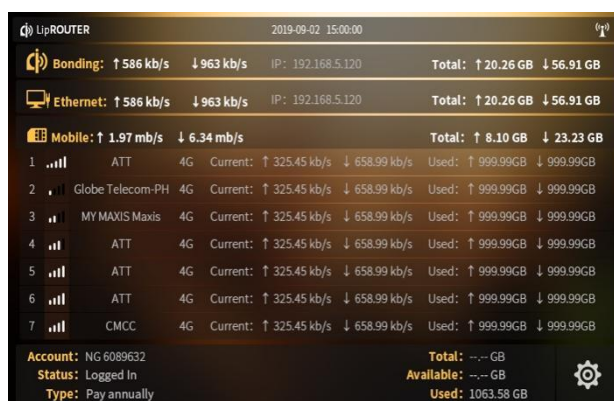 LipROUTER 2019-09-02 15:00:00
Bonding: ↑ 586 kb/s ↓ 963 kb/s IP: 192.168.5.120 Total: ↑ 20.26 GB ↓ 56.91 GB
Ethernet: ↑ 586 kb/s ↓ 963 kb/s IP: 192.168.5.120 Total: ↑ 20.26 GB ↓ 56.91 GB
Mobile: ↑ 1.97 mb/s ↓ 6.34 mb/s Total: ↑ 8.10 GB ↓ 23.23 GB
1 ATT 4G Current: ↑ 325.45 kb/s ↓ 658.99 kb/s Used: ↑ 999.99GB ↓ 999.99GB
2 Globe Telecom-PH 4G Current: ↑ 325.45 kb/s ↓ 658.99 kb/s Used: ↑ 999.99GB ↓ 999.99GB
3 MY MAXIS Maxis 4G Current: ↑ 325.45 kb/s ↓ 658.99 kb/s Used: ↑ 999.99GB ↓ 999.99GB
4 ATT 4G Current: ↑ 325.45 kb/s ↓ 658.99 kb/s Used: ↑ 999.99GB ↓ 999.99GB
5 ATT 4G Current: ↑ 325.45 kb/s ↓ 658.99 kb/s Used: ↑ 999.99GB ↓ 999.99GB
6 ATT 4G Current: ↑ 325.45 kb/s ↓ 658.99 kb/s Used: ↑ 999.99GB ↓ 999.99GB
7 CMCC 4G Current: ↑ 325.45 kb/s ↓ 658.99 kb/s Used: ↑ 999.99GB ↓ 999.99GB
Account: NG 6089632 Total: --.-- GB
Status: Logged In Available: --.-- GB
Type: Pay annually Used: 1063.58 GB